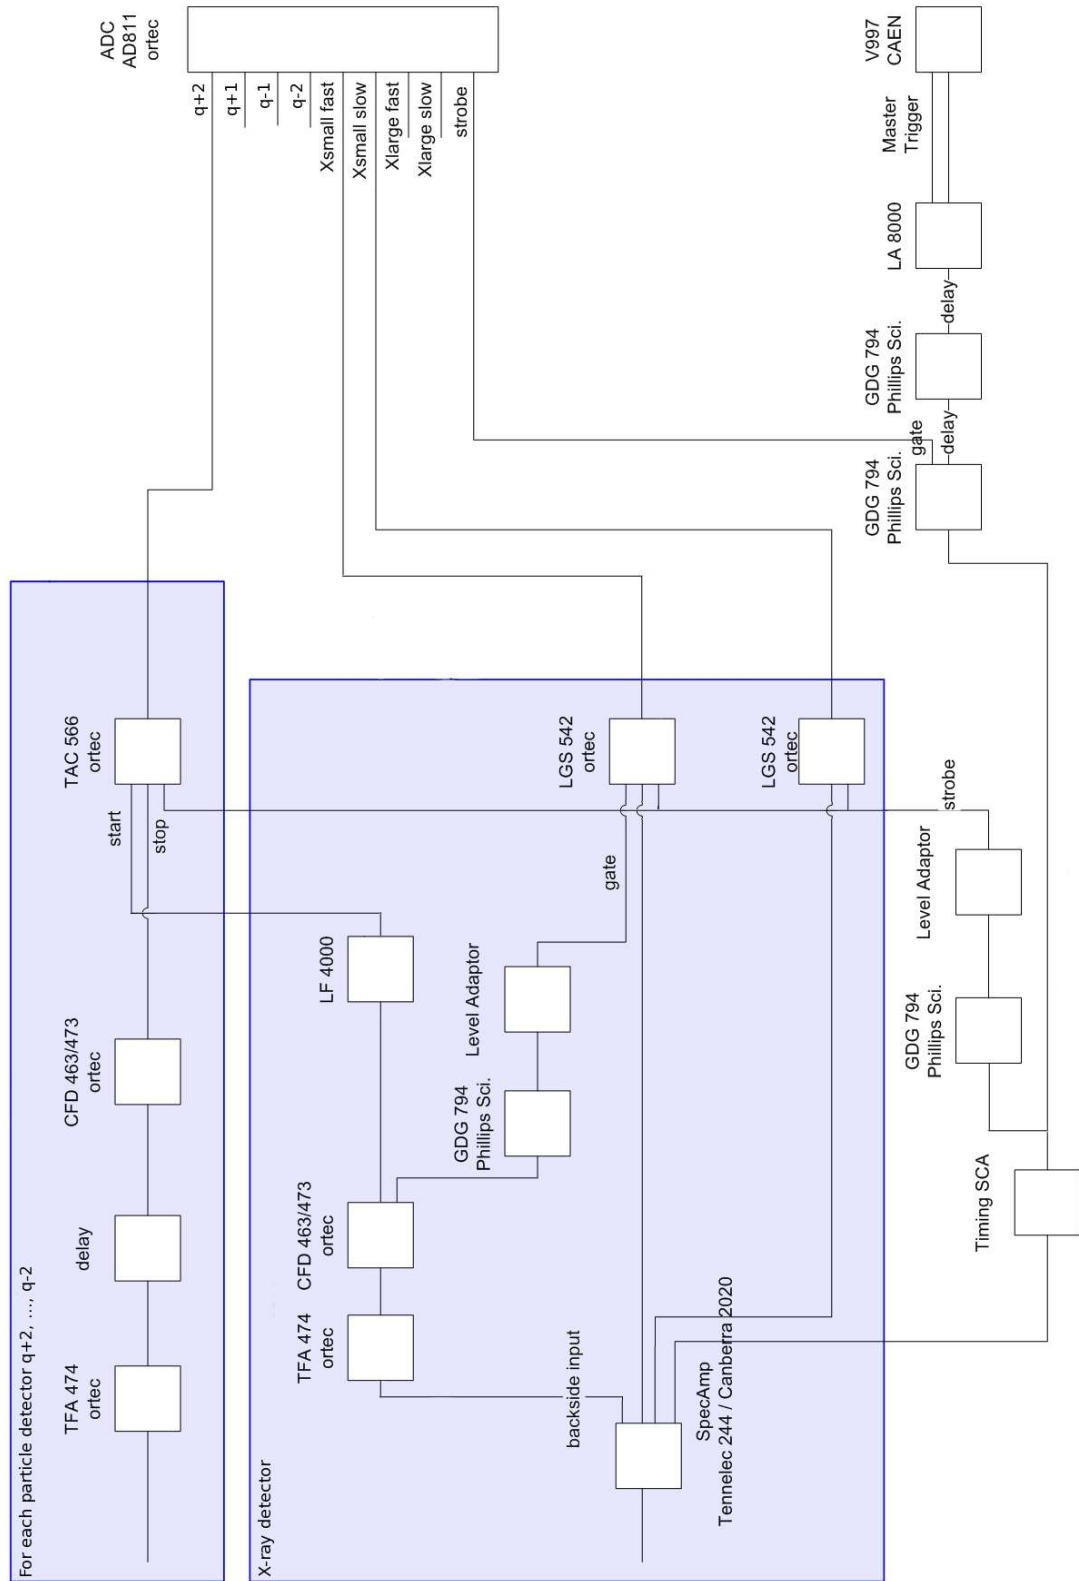 ADC
AD811
ortec
q+2
q+1
q-1
q-2
Xsmall fast
Xsmall slow
Xlarge fast
Xlarge slow
strobe
V997
CAEN
Master
Trigger
LA 8000
delay
GDG 794
Phillips Sci.
delay
gate
GDG 794
Phillips Sci.
For each particle detector q+2, ..., q-2
TFA 474
ortec
delay
CFD 463/473
ortec
start
stop
TAC 566
ortec
X-ray detector
SpecAmp
Tennelec 244 / Canberra 2020
backside input
TFA 474
ortec
CFD 463/473
ortec
LF 4000
GDG 794
Phillips Sci.
Level Adaptor
gate
LGS 542
ortec
LGS 542
ortec
Timing SCA
GDG 794
Phillips Sci.
Level Adaptor
strobe